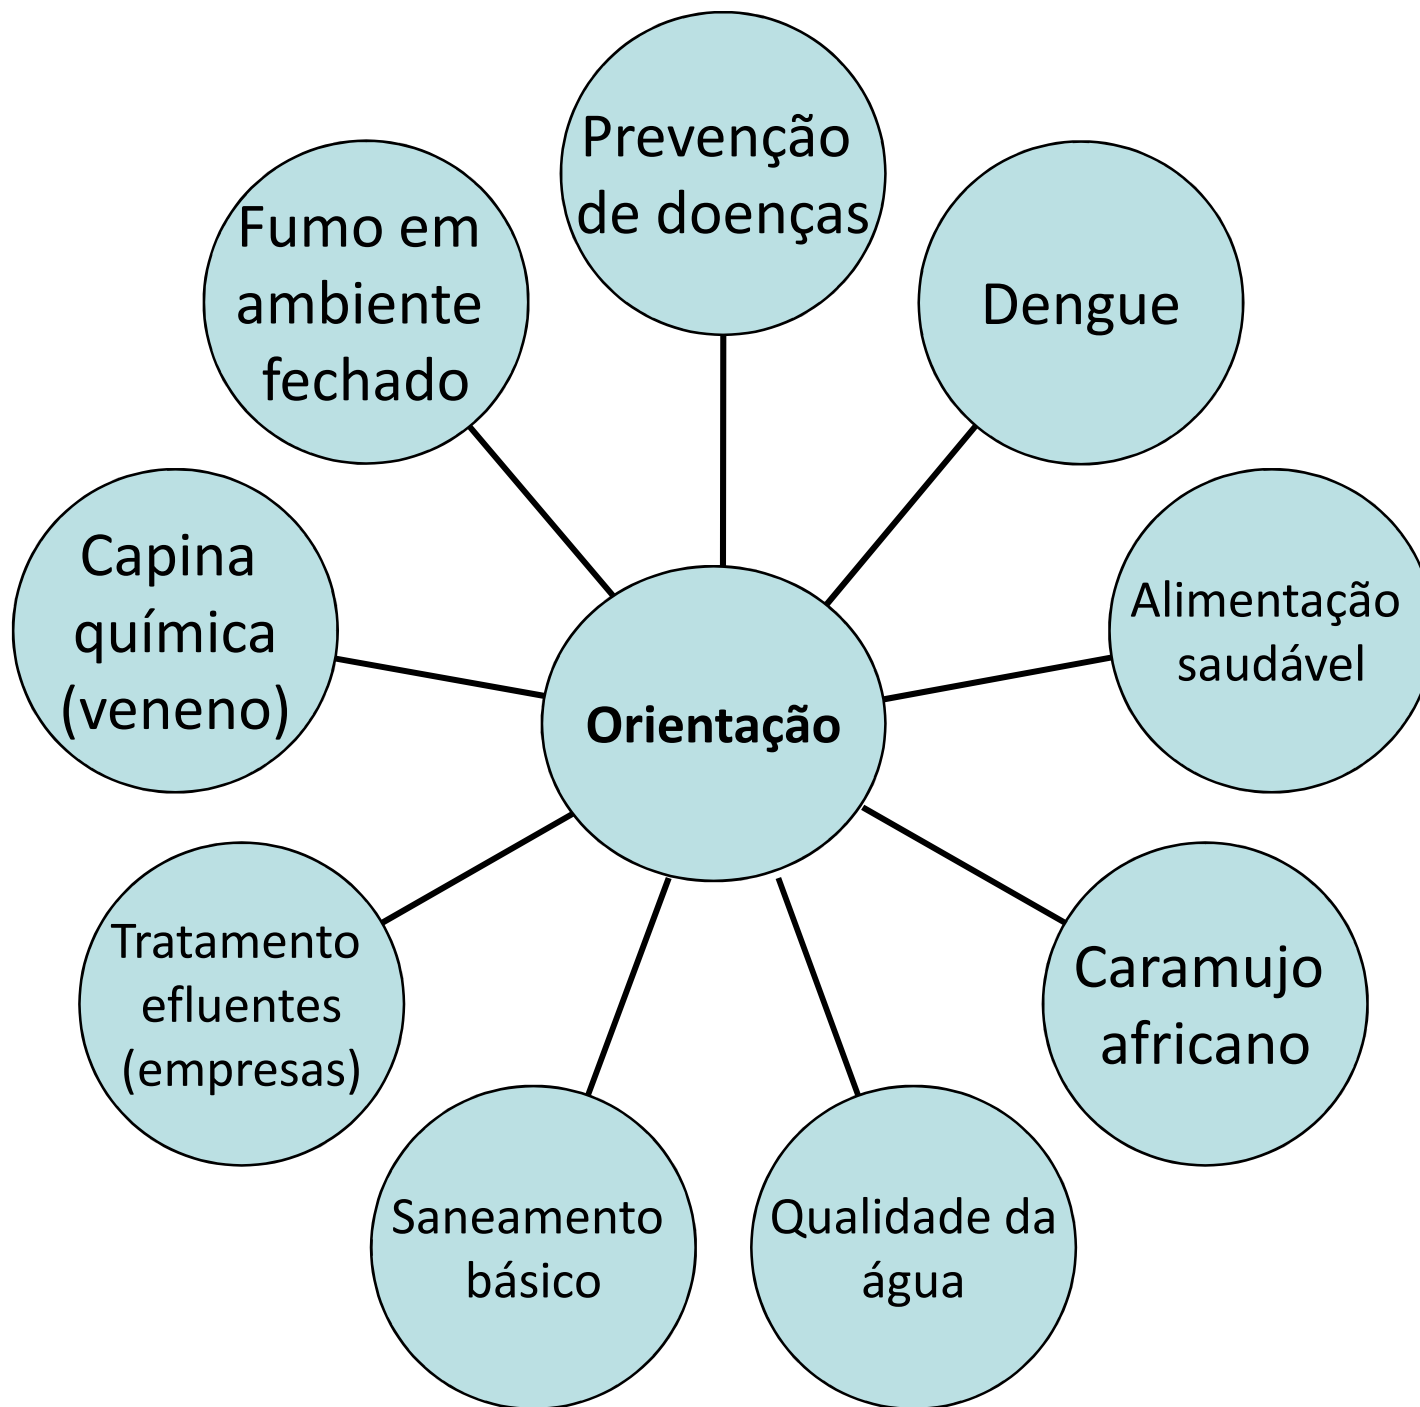 Prevenção
de doenças
Dengue
Alimentação
saudável
Caramujo
africano
Qualidade da
água
Saneamento
básico
Tratamento
efluentes
(empresas)
Capina
química
(veneno)
Fumo em
ambiente
fechado
Orientação